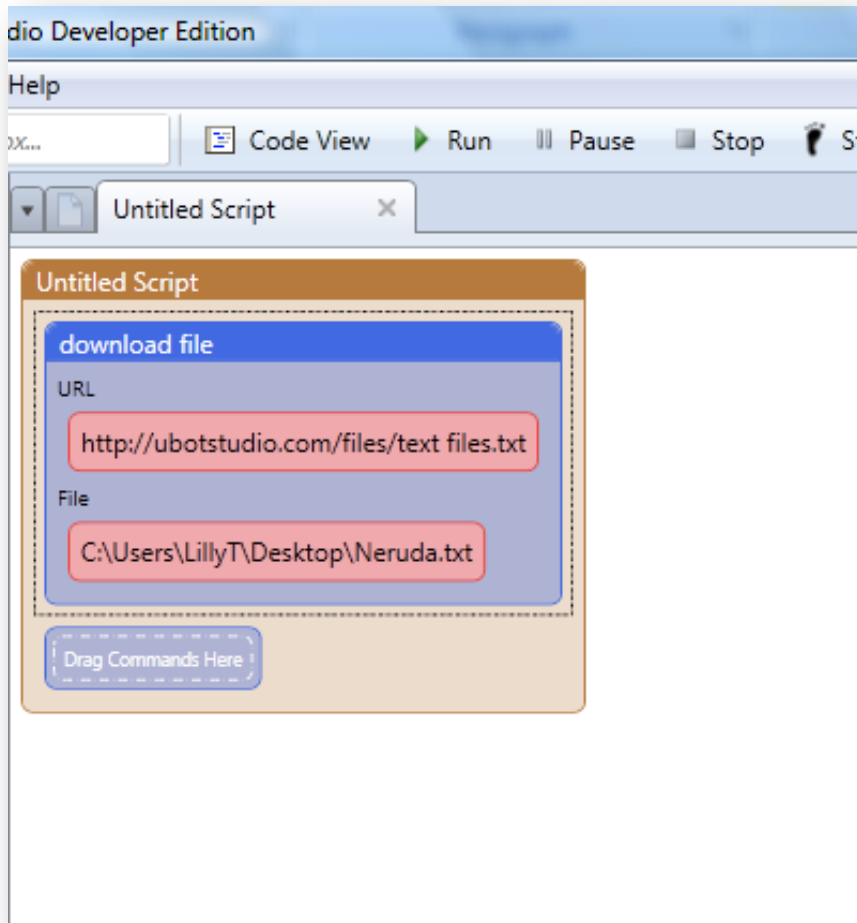 dio Developer Edition
Help
ox...
Code View
Run
Pause
Stop
Untitled Script
Untitled Script
download file
URL
http://ubotstudio.com/files/text files.txt
File
C:\Users\LillyT\Desktop\Neruda.txt
Drag Commands Here